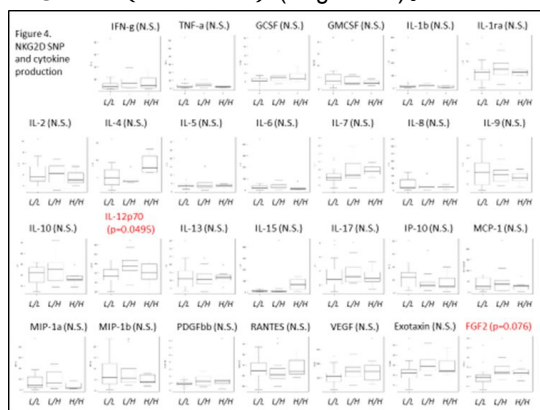 Figure 4.
NKG2D SNP
and cytokine
production
IFN-g (N.S.)
TNF-a (N.S.)
GCSF (N.S.)
GMCSF (N.S.)
IL-1b (N.S.)
IL-1ra (N.S.)
L/L L/H H/H
L/L L/H H/H
L/L L/H H/H
L/L L/H H/H
L/L L/H H/H
L/L L/H H/H
IL-2 (N.S.)
IL-4 (N.S.)
IL-5 (N.S.)
IL-6 (N.S.)
IL-7 (N.S.)
IL-8 (N.S.)
IL-9 (N.S.)
L/L L/H H/H
L/L L/H H/H
L/L L/H H/H
L/L L/H H/H
L/L L/H H/H
L/L L/H H/H
L/L L/H H/H
IL-10 (N.S.)
IL-12p70
(p=0.0495)
IL-13 (N.S.)
IL-15 (N.S.)
IL-17 (N.S.)
IP-10 (N.S.)
MCP-1 (N.S.)
L/L L/H H/H
L/L L/H H/H
L/L L/H H/H
L/L L/H H/H
L/L L/H H/H
L/L L/H H/H
L/L L/H H/H
MIP-1a (N.S.)
MIP-1b (N.S.)
PDGFbb (N.S.)
RANTES (N.S.)
VEGF (N.S.)
Exotaxin (N.S.)
FGF2 (p=0.076)
L/L L/H H/H
L/L L/H H/H
L/L L/H H/H
L/L L/H H/H
L/L L/H H/H
L/L L/H H/H
L/L L/H H/H